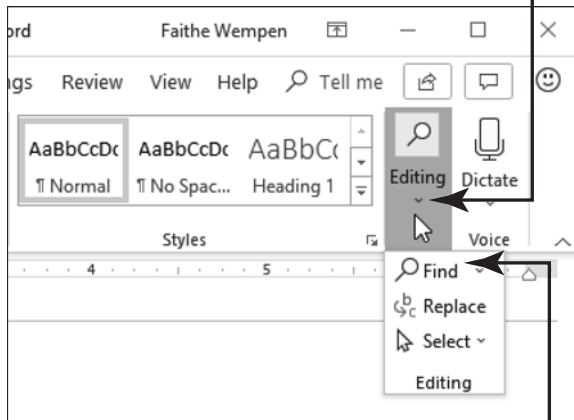 ord Faithe Wempen
ngs Review View Help Tell me
AaBbCcDc AaBbCcDc AaBbCc
¶ Normal ¶ No Spac... Heading 1
Editing Dictate
Styles Voice
4 5
Find
Replace
Select
Editing